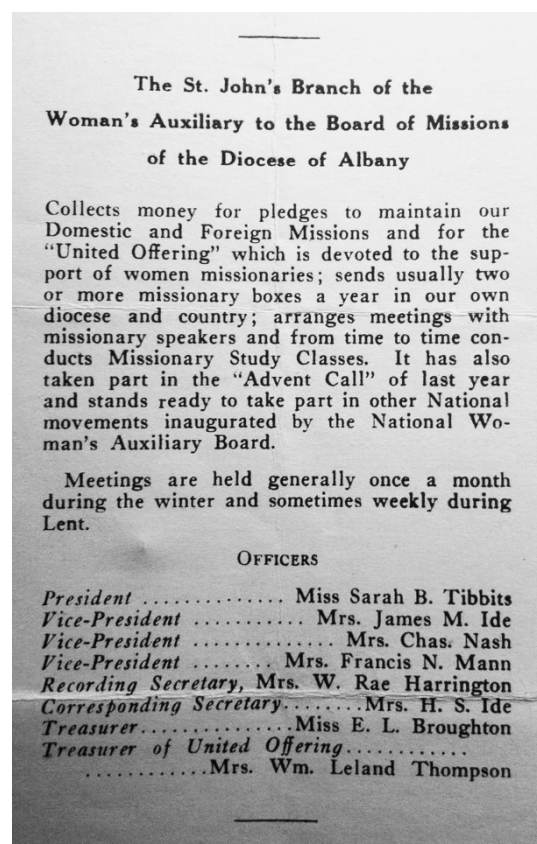 The St. John's Branch of the
Woman's Auxiliary to the Board of Missions
of the Diocese of Albany
Collects money for pledges to maintain our
Domestic and Foreign Missions and for the
"United Offering" which is devoted to the sup-
port of women missionaries; sends usually two
or more missionary boxes a year in our own
diocese and country; arranges meetings with
missionary speakers and from time to time con-
ducts Missionary Study Classes. It has also
taken part in the "Advent Call" of last year
and stands ready to take part in other National
movements inaugurated by the National Wo-
man's Auxiliary Board.
Meetings are held generally once a month
during the winter and sometimes weekly during
Lent.
OFFICERS
President .............. Miss Sarah B. Tibbits
Vice-President ........... Mrs. James M. Ide
Vice-President .............. Mrs. Chas. Nash
Vice-President ........ Mrs. Francis N. Mann
Recording Secretary, Mrs. W. Rae Harrington
Corresponding Secretary........Mrs. H. S. Ide
Treasurer...............Miss E. L. Broughton
Treasurer of United Offering............
............Mrs. Wm. Leland Thompson